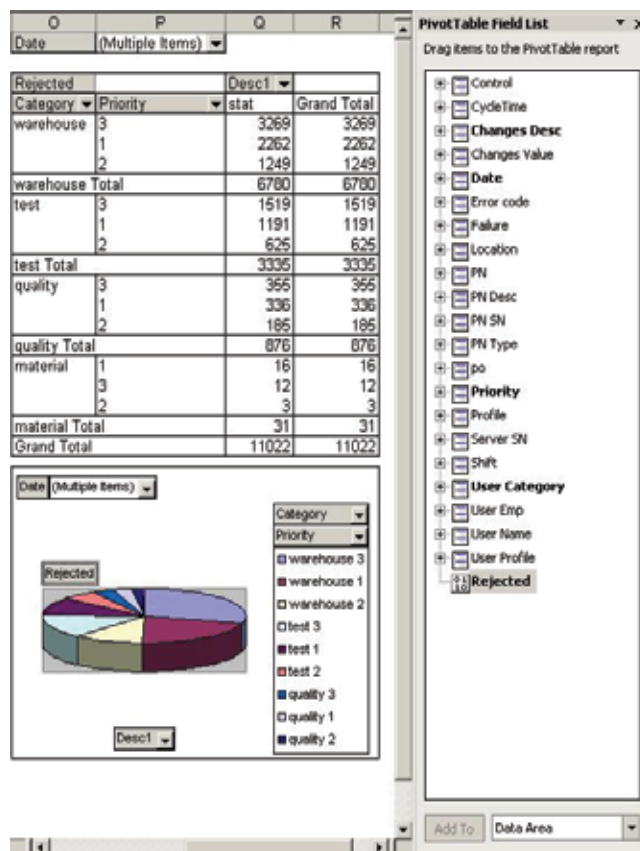 O P Q R
Date (Multiple Items)
Rejected Desc1
Category Priority stat Grand Total
warehouse 3 3269 3269
1 2262 2262
2 1249 1249
warehouse Total 6780 6780
test 3 1519 1519
1 1191 1191
2 625 625
test Total 3335 3335
quality 3 355 355
1 336 336
2 185 185
quality Total 876 876
material 1 16 16
3 12 12
2 3 3
material Total 31 31
Grand Total 11022 11022
Date (Multiple Items)
Category
Priority
warehouse 3
warehouse 1
warehouse 2
test 3
test 1
test 2
quality 3
quality 1
quality 2
Rejected
Desc1
PivotTable Field List
Drag items to the PivotTable report
Control
CycleTime
Changes Desc
Changes Value
Date
Error code
Failure
Location
PN
PN Desc
PN SN
PN Type
po
Priority
Profile
Server SN
Shift
User Category
User Emp
User Name
User Profile
Rejected
Add To Data Area